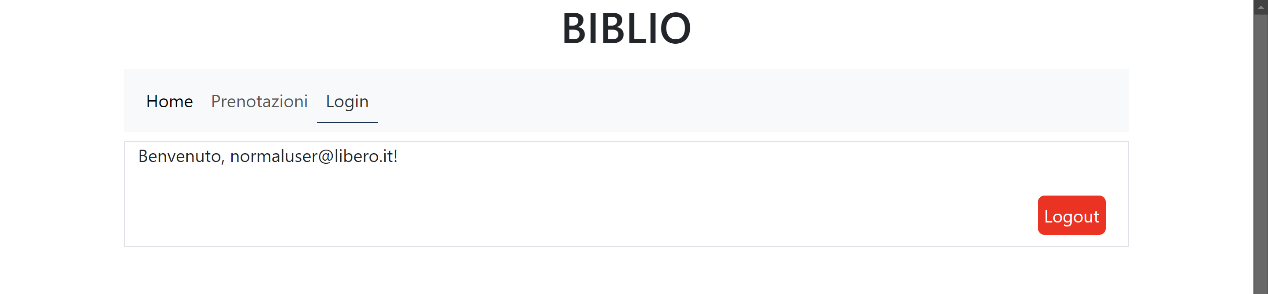 BIBLIO
Home Prenotazioni Login
Benvenuto, normaluser@libero.it!
Logout